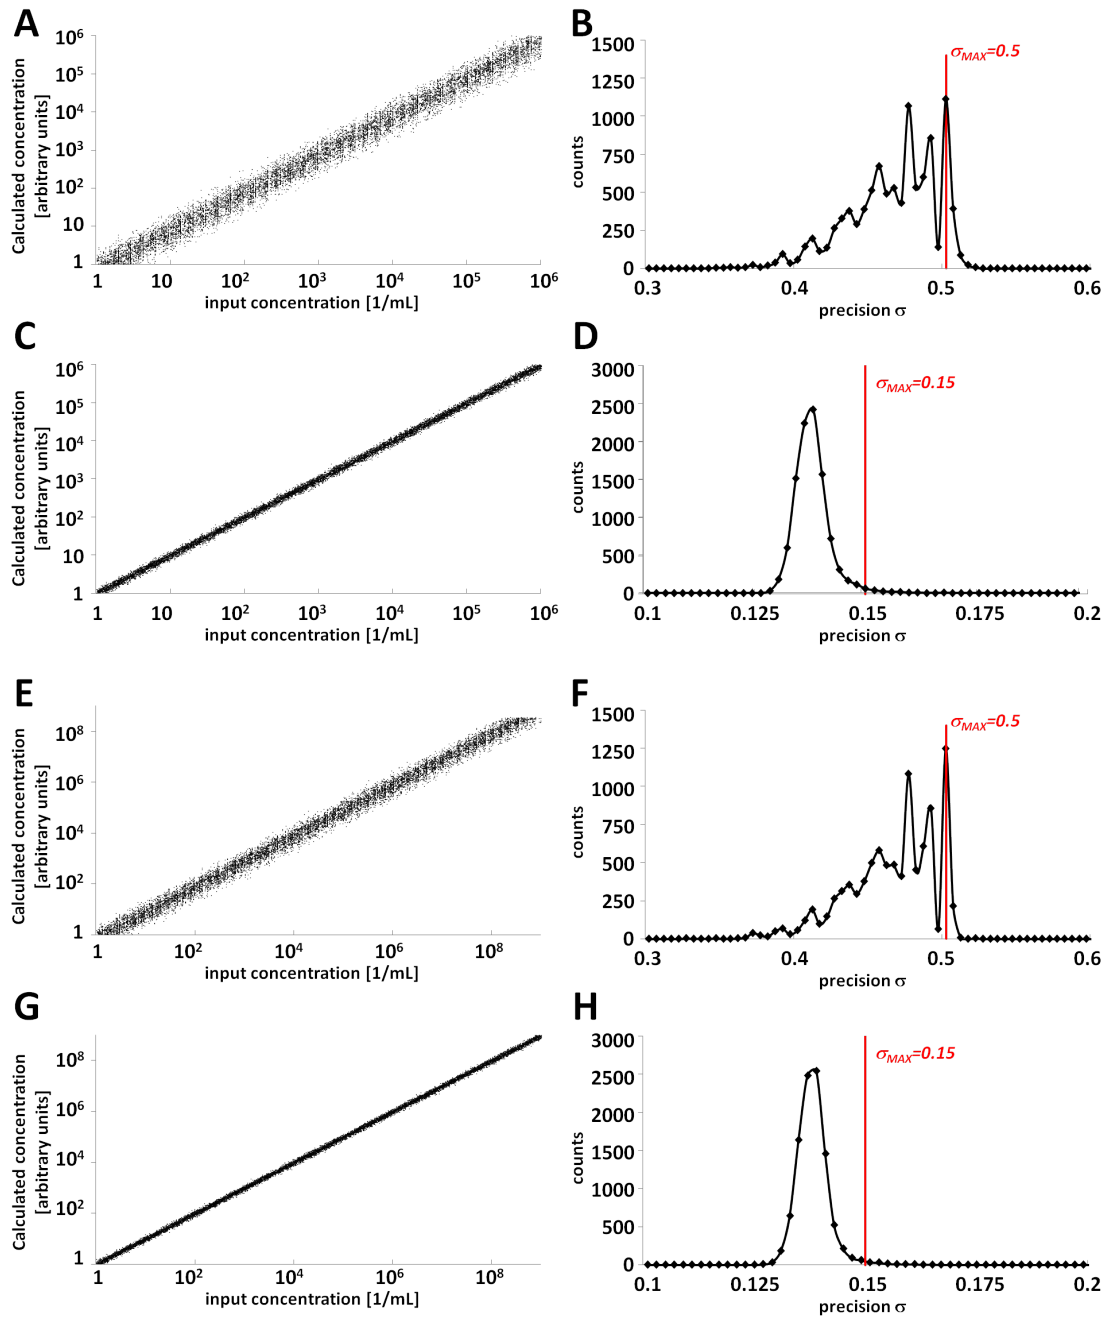 A
Calculated concentration
[arbitrary units]
10⁶
10⁵
10⁴
10³
10²
10
1
1 10 10² 10³ 10⁴ 10⁵ 10⁶
input concentration [1/mL]
B
counts
1500
1250
1000
750
500
250
0
σMAX=0.5
0.3 0.4 0.5 0.6
precision σ
C
Calculated concentration
[arbitrary units]
10⁶
10⁵
10⁴
10³
10²
10
1
1 10 10² 10³ 10⁴ 10⁵ 10⁶
input concentration [1/mL]
D
counts
3000
2500
2000
1500
1000
500
0
σMAX=0.15
0.1 0.125 0.15 0.175 0.2
precision σ
E
Calculated concentration
[arbitrary units]
10⁸
10⁶
10⁴
10²
1
1 10² 10⁴ 10⁶ 10⁸
input concentration [1/mL]
F
counts
1500
1250
1000
750
500
250
0
σMAX=0.5
0.3 0.4 0.5 0.6
precision σ
G
Calculated concentration
[arbitrary units]
10⁸
10⁶
10⁴
10²
1
1 10² 10⁴ 10⁶ 10⁸
input concentration [1/mL]
H
counts
3000
2500
2000
1500
1000
500
0
σMAX=0.15
0.1 0.125 0.15 0.175 0.2
precision σ